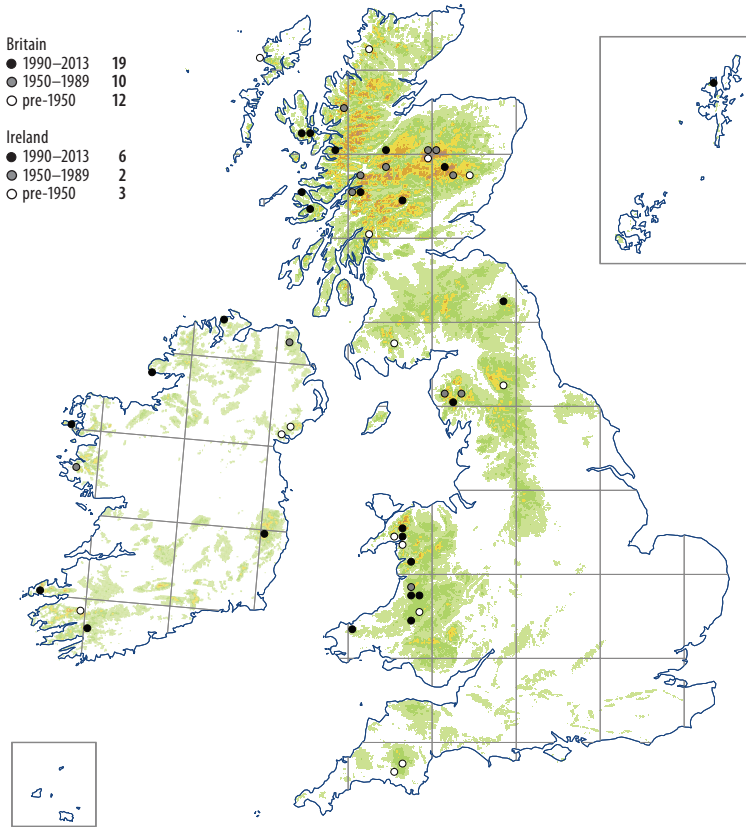 Britain
● 1990–2013 19
● 1950–1989 10
○ pre-1950 12
Ireland
● 1990–2013 6
● 1950–1989 2
○ pre-1950 3